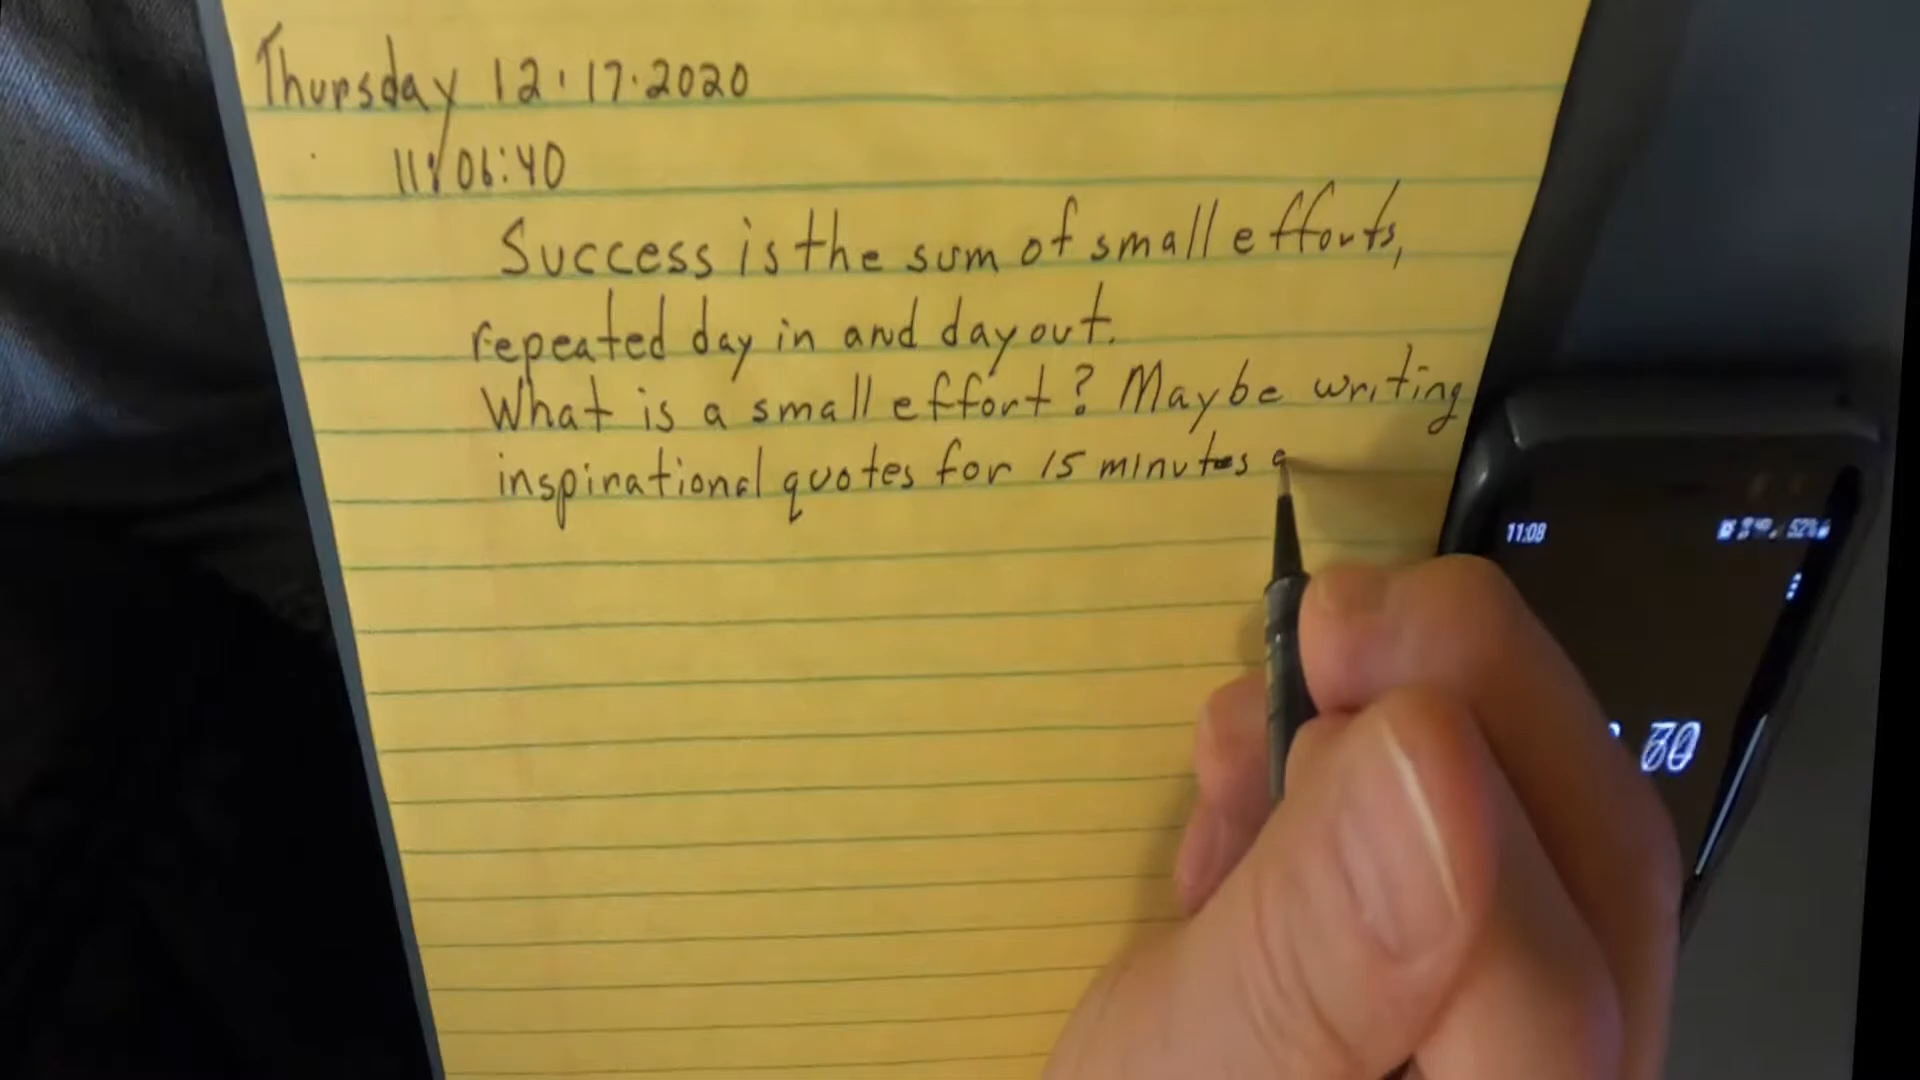 Thursday 12.17.2020
11:06:40
Success is the sum of small efforts,
repeated day in and day out.
What is a small effort? Maybe writing
inspirational quotes for 15 minutes a
11:08
52%